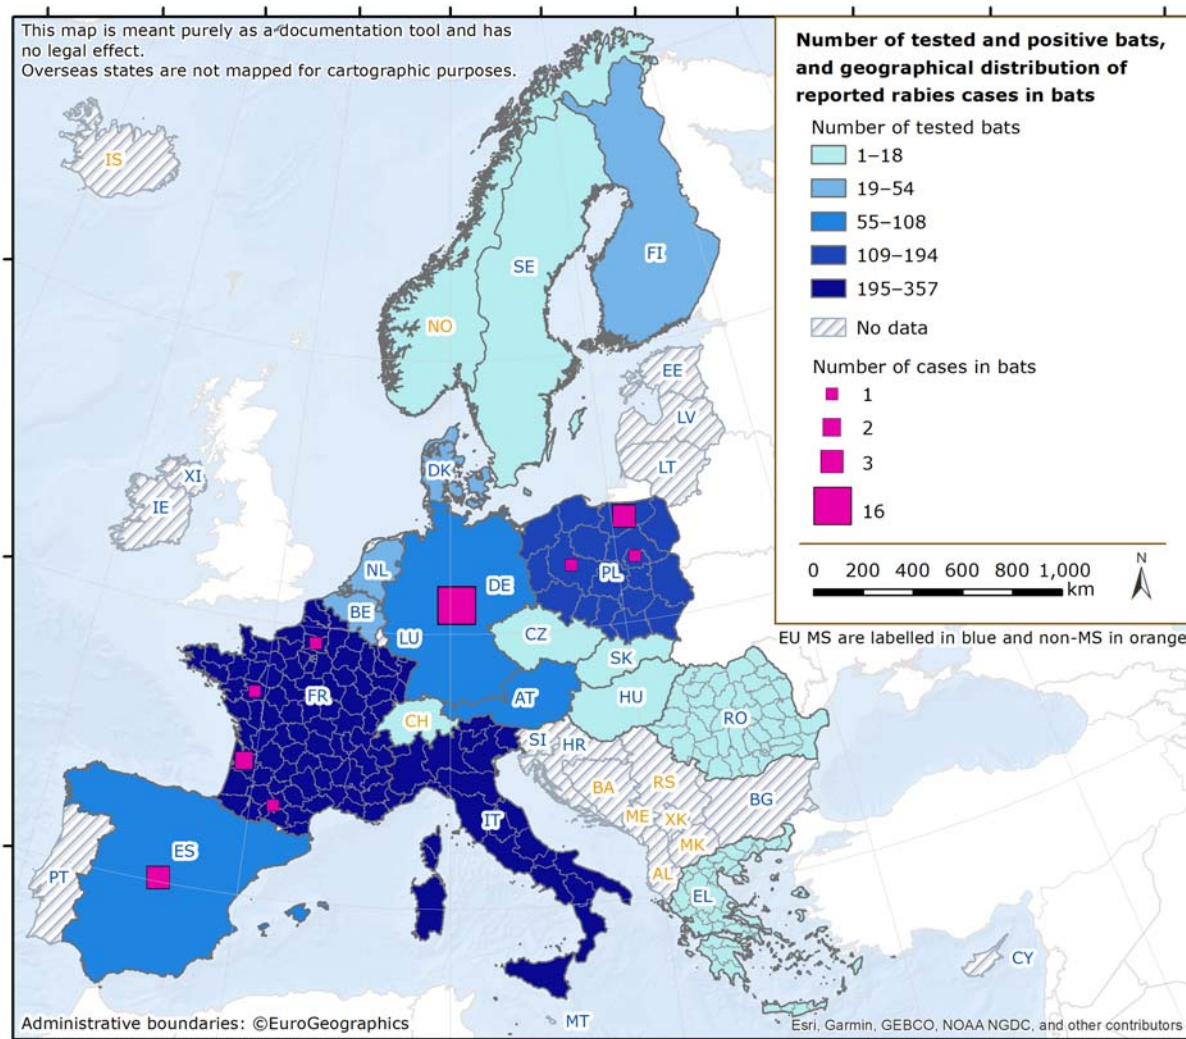 This map is meant purely as a documentation tool and has
no legal effect.
Overseas states are not mapped for cartographic purposes.
Number of tested and positive bats,
and geographical distribution of
reported rabies cases in bats
Number of tested bats
1–18
19–54
55–108
109–194
195–357
No data
Number of cases in bats
1
2
3
16
0 200 400 600 800 1,000
km
N
EU MS are labelled in blue and non-MS in orange
IS
FI
SE
NO
EE
LV
LT
DK
XI
IE
NL
DE
PL
BE
LU
CZ
SK
FR
AT
HU
CH
RO
SI
HR
BA
RS
BG
ME
XK
MK
IT
AL
ES
PT
EL
CY
MT
Administrative boundaries: ©EuroGeographics
Esri, Garmin, GEBCO, NOAA NGDC, and other contributors